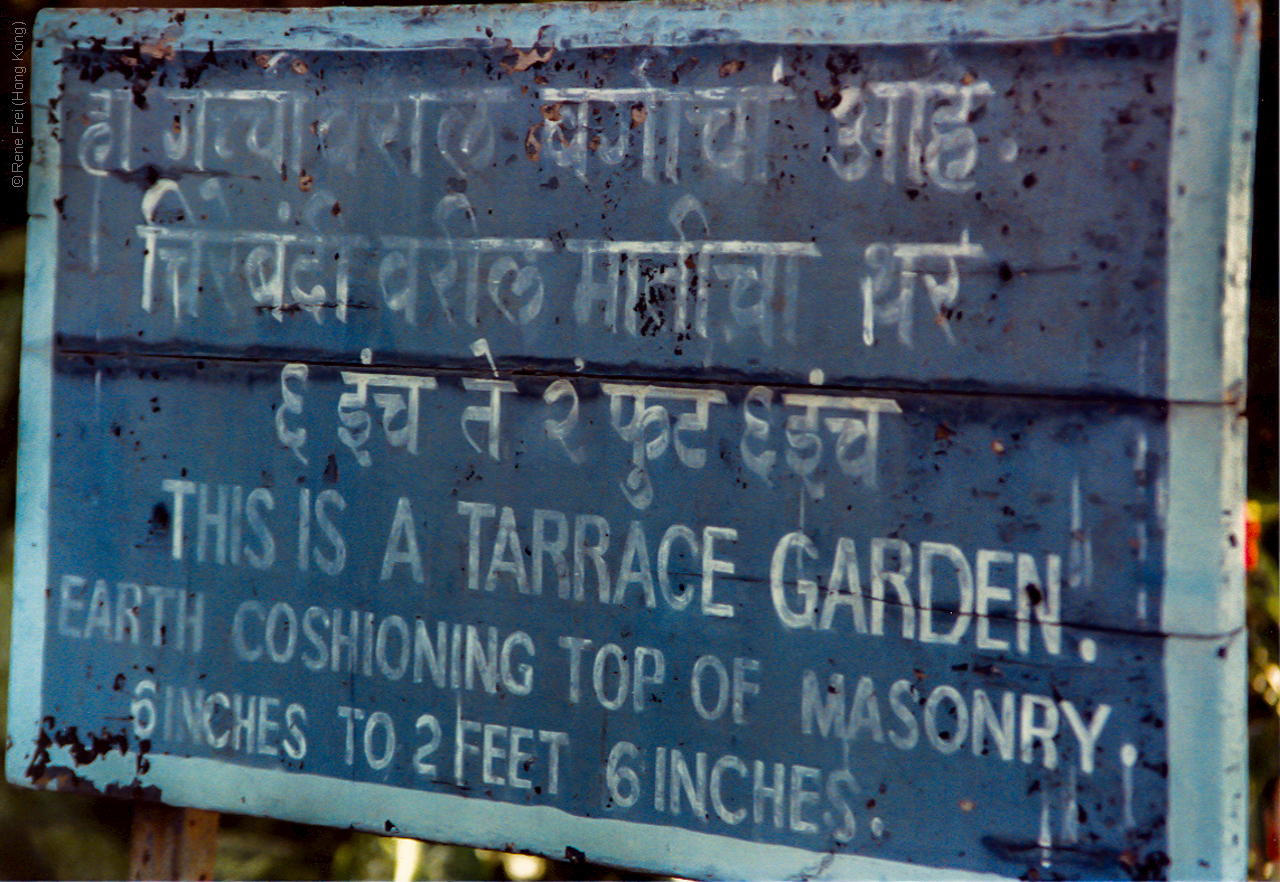 हा गच्चीवरील बगीचा आहे.
चिरेबंदी वरील मातीचा थर
६ इंच ते २ फुट ६ इंच
THIS IS A TARRACE GARDEN.
EARTH COSHIONING TOP OF MASONRY.
6 INCHES TO 2 FEET 6 INCHES.
©Rene Frei (Hong Kong)